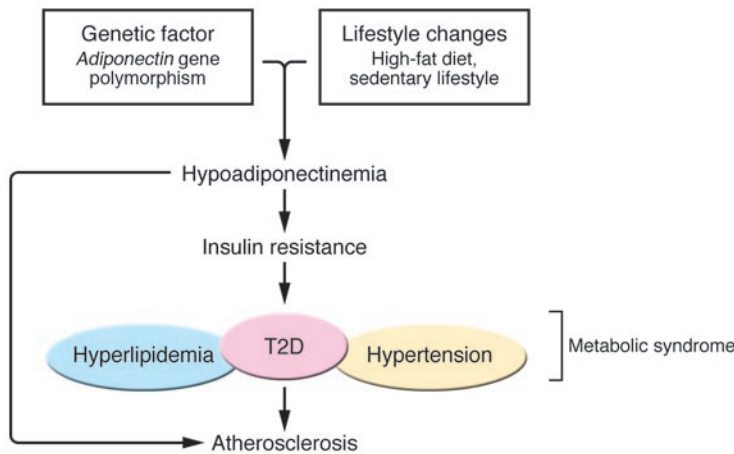 Genetic factor
Adiponectin gene
polymorphism
Lifestyle changes
High-fat diet,
sedentary lifestyle
Hypoadiponectinemia
Insulin resistance
Hyperlipidemia
T2D
Hypertension
Metabolic syndrome
Atherosclerosis